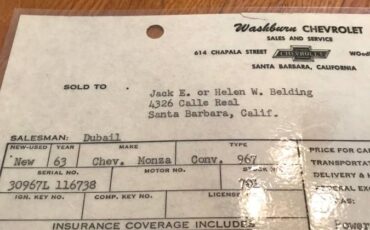 Washburn CHEVROLET
SALES AND SERVICE
614 CHAPALA STREET CHEVROLET
SANTA BARBARA, CALIFORNIA
SOLD TO Jack E. or Helen W. Belding
4326 Calle Real
Santa Barbara, Calif.
SALESMAN: Dubail
NEW-USED YEAR MAKE TYPE
New 63 Chev. Monza Conv. 967
SERIAL NO. MOTOR NO.
30967L 116738
IGN. KEY NO. COMP. KEY NO. LICENSE
INSURANCE COVERAGE INCLUDES
PRICE FOR CA
TRANSPORTAT
DELIVERY & H
FEDERAL EXC
GAS: